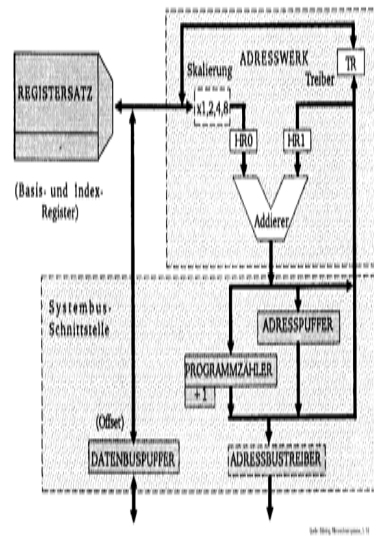 ADRESSWERK
TR
Skalierung
Treiber
REGISTERSATZ
x1,2,4,8
HR0
HR1
(Basis- und Index-
Register)
Addierer
Systembus-
Schnittstelle
ADRESSPUFFER
PROGRAMMZÄHLER
+1
(Offset)
DATENBUSPUFFER
ADRESSBUSTREIBER